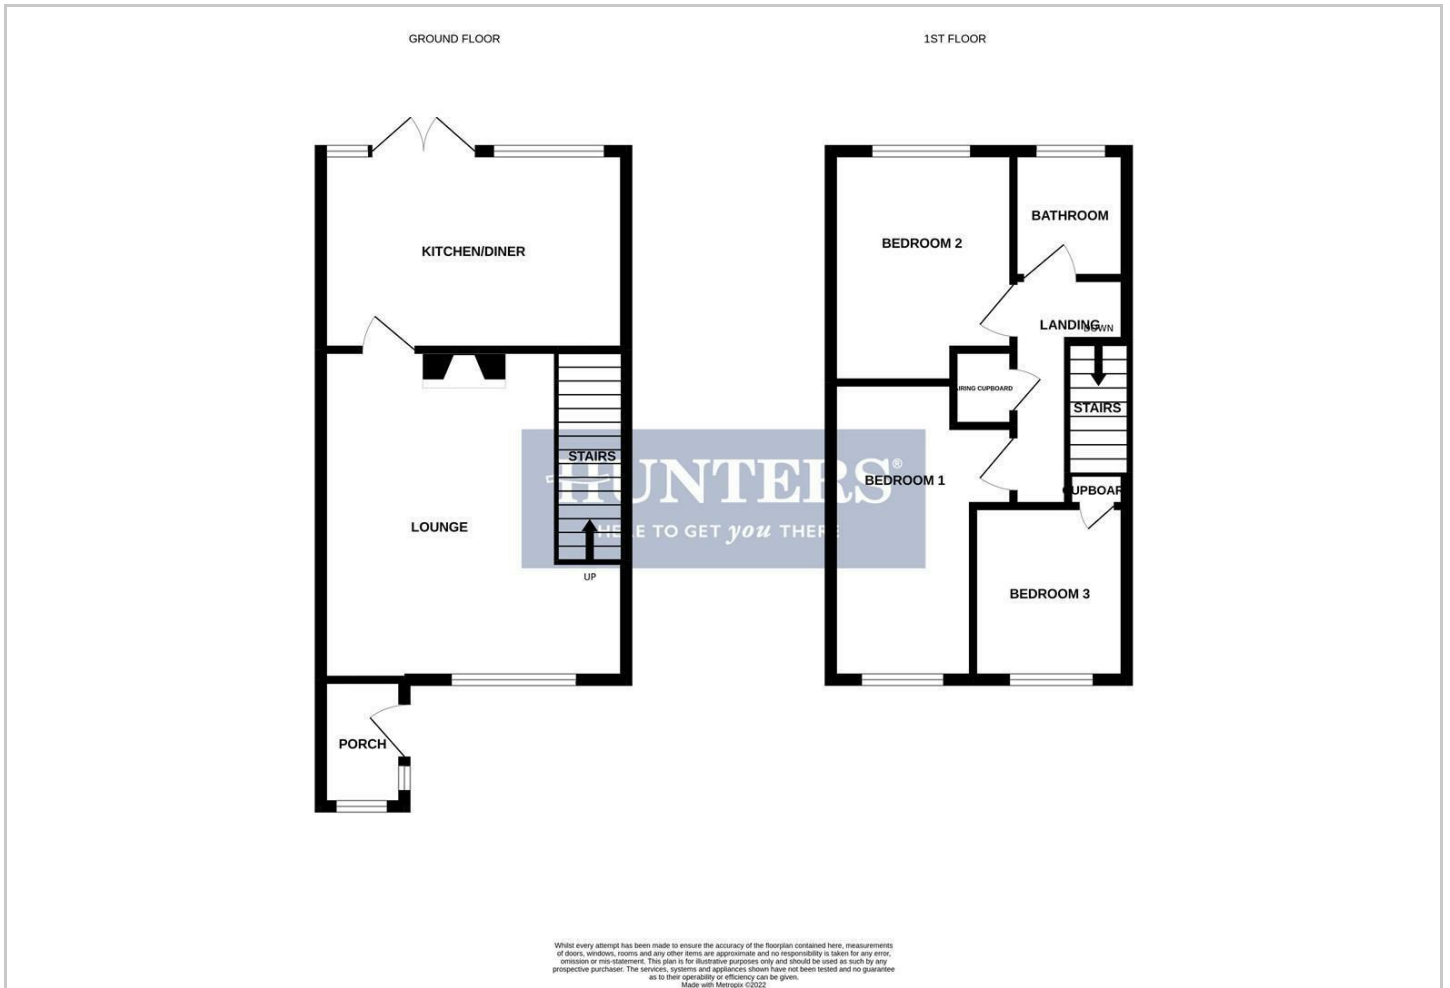 GROUND FLOOR
1ST FLOOR
KITCHEN/DINER
BEDROOM 2
BATHROOM
LANDING
DOWN
AIRING CUPBOARD
STAIRS
STAIRS
HUNTERS®
HERE TO GET you THERE
BEDROOM 1
CUPBOARD
LOUNGE
UP
BEDROOM 3
PORCH
Whilst every attempt has been made to ensure the accuracy of the floorplan contained here, measurements
of doors, windows, rooms and any other items are approximate and no responsibility is taken for any error,
omission or mis-statement. This plan is for illustrative purposes only and should be used as such by any
prospective purchaser. The services, systems and appliances shown have not been tested and no guarantee
as to their operability or efficiency can be given.
Made with Metropix ©2022